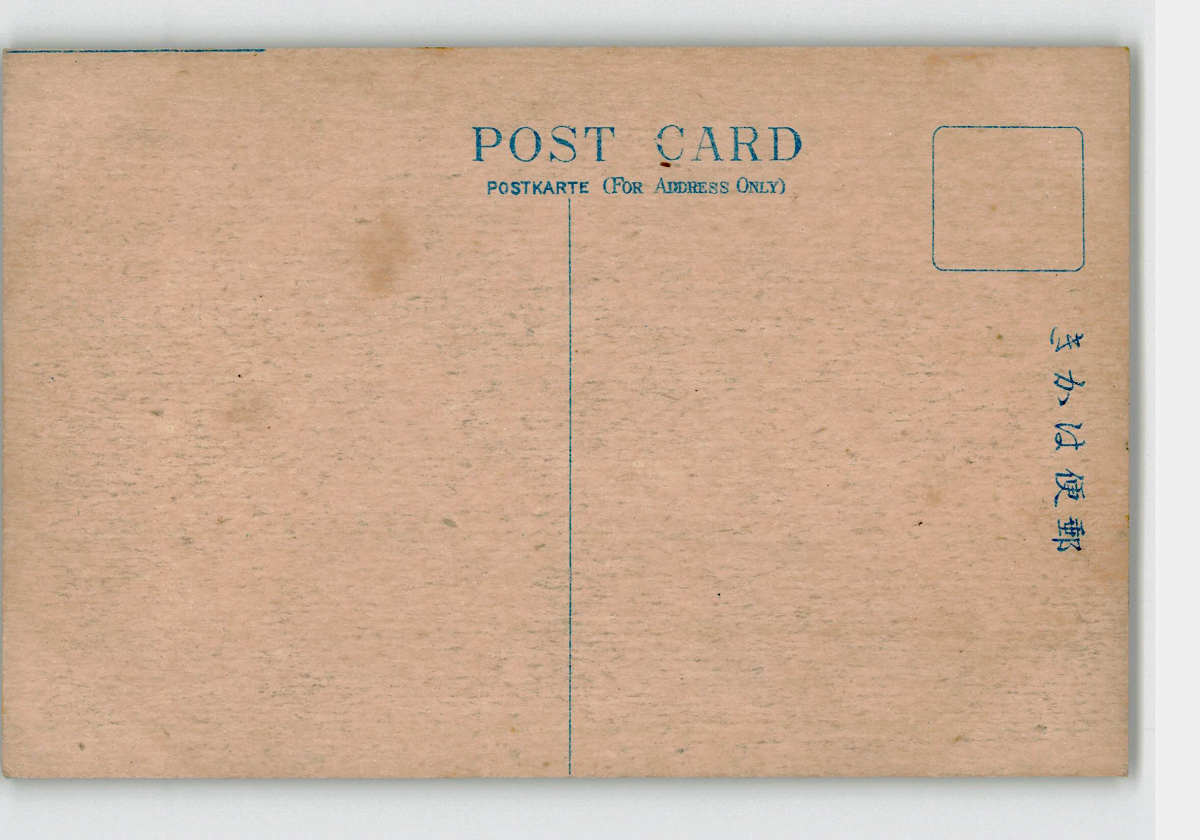 POST CARD
POSTKARTE (FOR ADDRESS ONLY)
きかは便郵